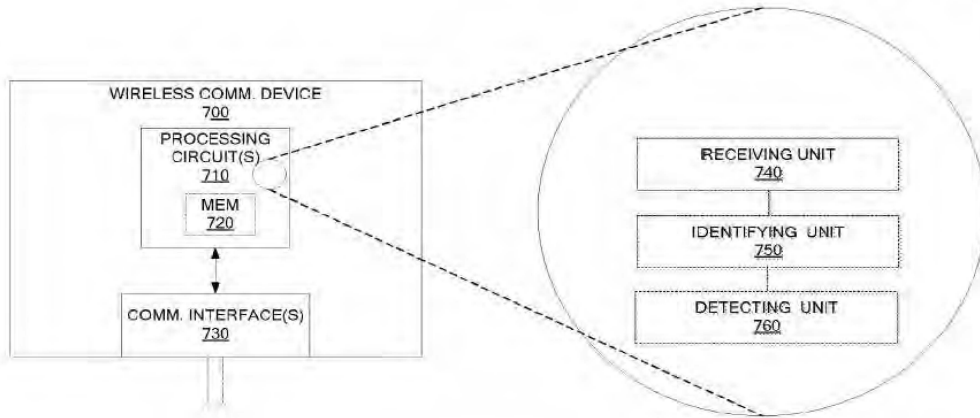 WIRELESS COMM. DEVICE
700
PROCESSING
CIRCUIT(S)
710
MEM
720
COMM. INTERFACE(S)
730
RECEIVING UNIT
740
IDENTIFYING UNIT
750
DETECTING UNIT
760